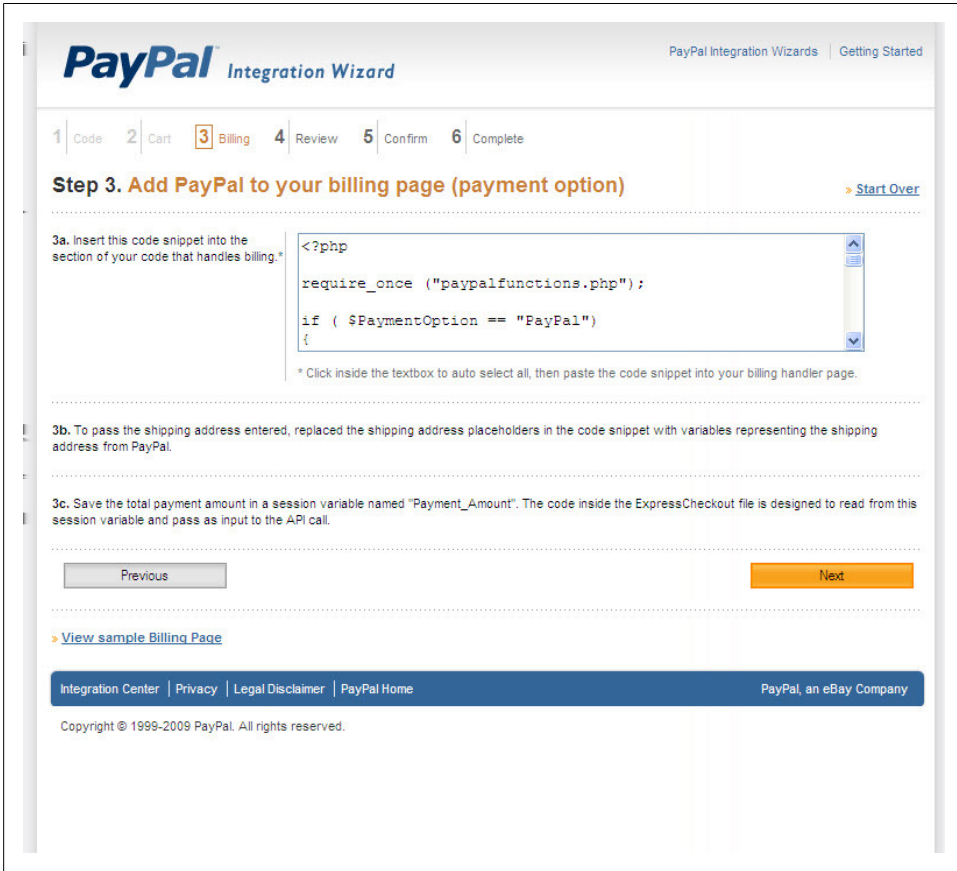 PayPal Integration Wizard
PayPal Integration Wizards | Getting Started
1 Code 2 Cart 3 Billing 4 Review 5 Confirm 6 Complete
Step 3. Add PayPal to your billing page (payment option)
» Start Over
3a. Insert this code snippet into the
section of your code that handles billing.*
<?php
require_once ("paypalfunctions.php");
if ( $PaymentOption == "PayPal")
{
* Click inside the textbox to auto select all, then paste the code snippet into your billing handler page.
3b. To pass the shipping address entered, replaced the shipping address placeholders in the code snippet with variables representing the shipping
address from PayPal.
3c. Save the total payment amount in a session variable named "Payment_Amount". The code inside the ExpressCheckout file is designed to read from this
session variable and pass as input to the API call.
Previous
Next
» View sample Billing Page
Integration Center | Privacy | Legal Disclaimer | PayPal Home
PayPal, an eBay Company
Copyright © 1999-2009 PayPal. All rights reserved.